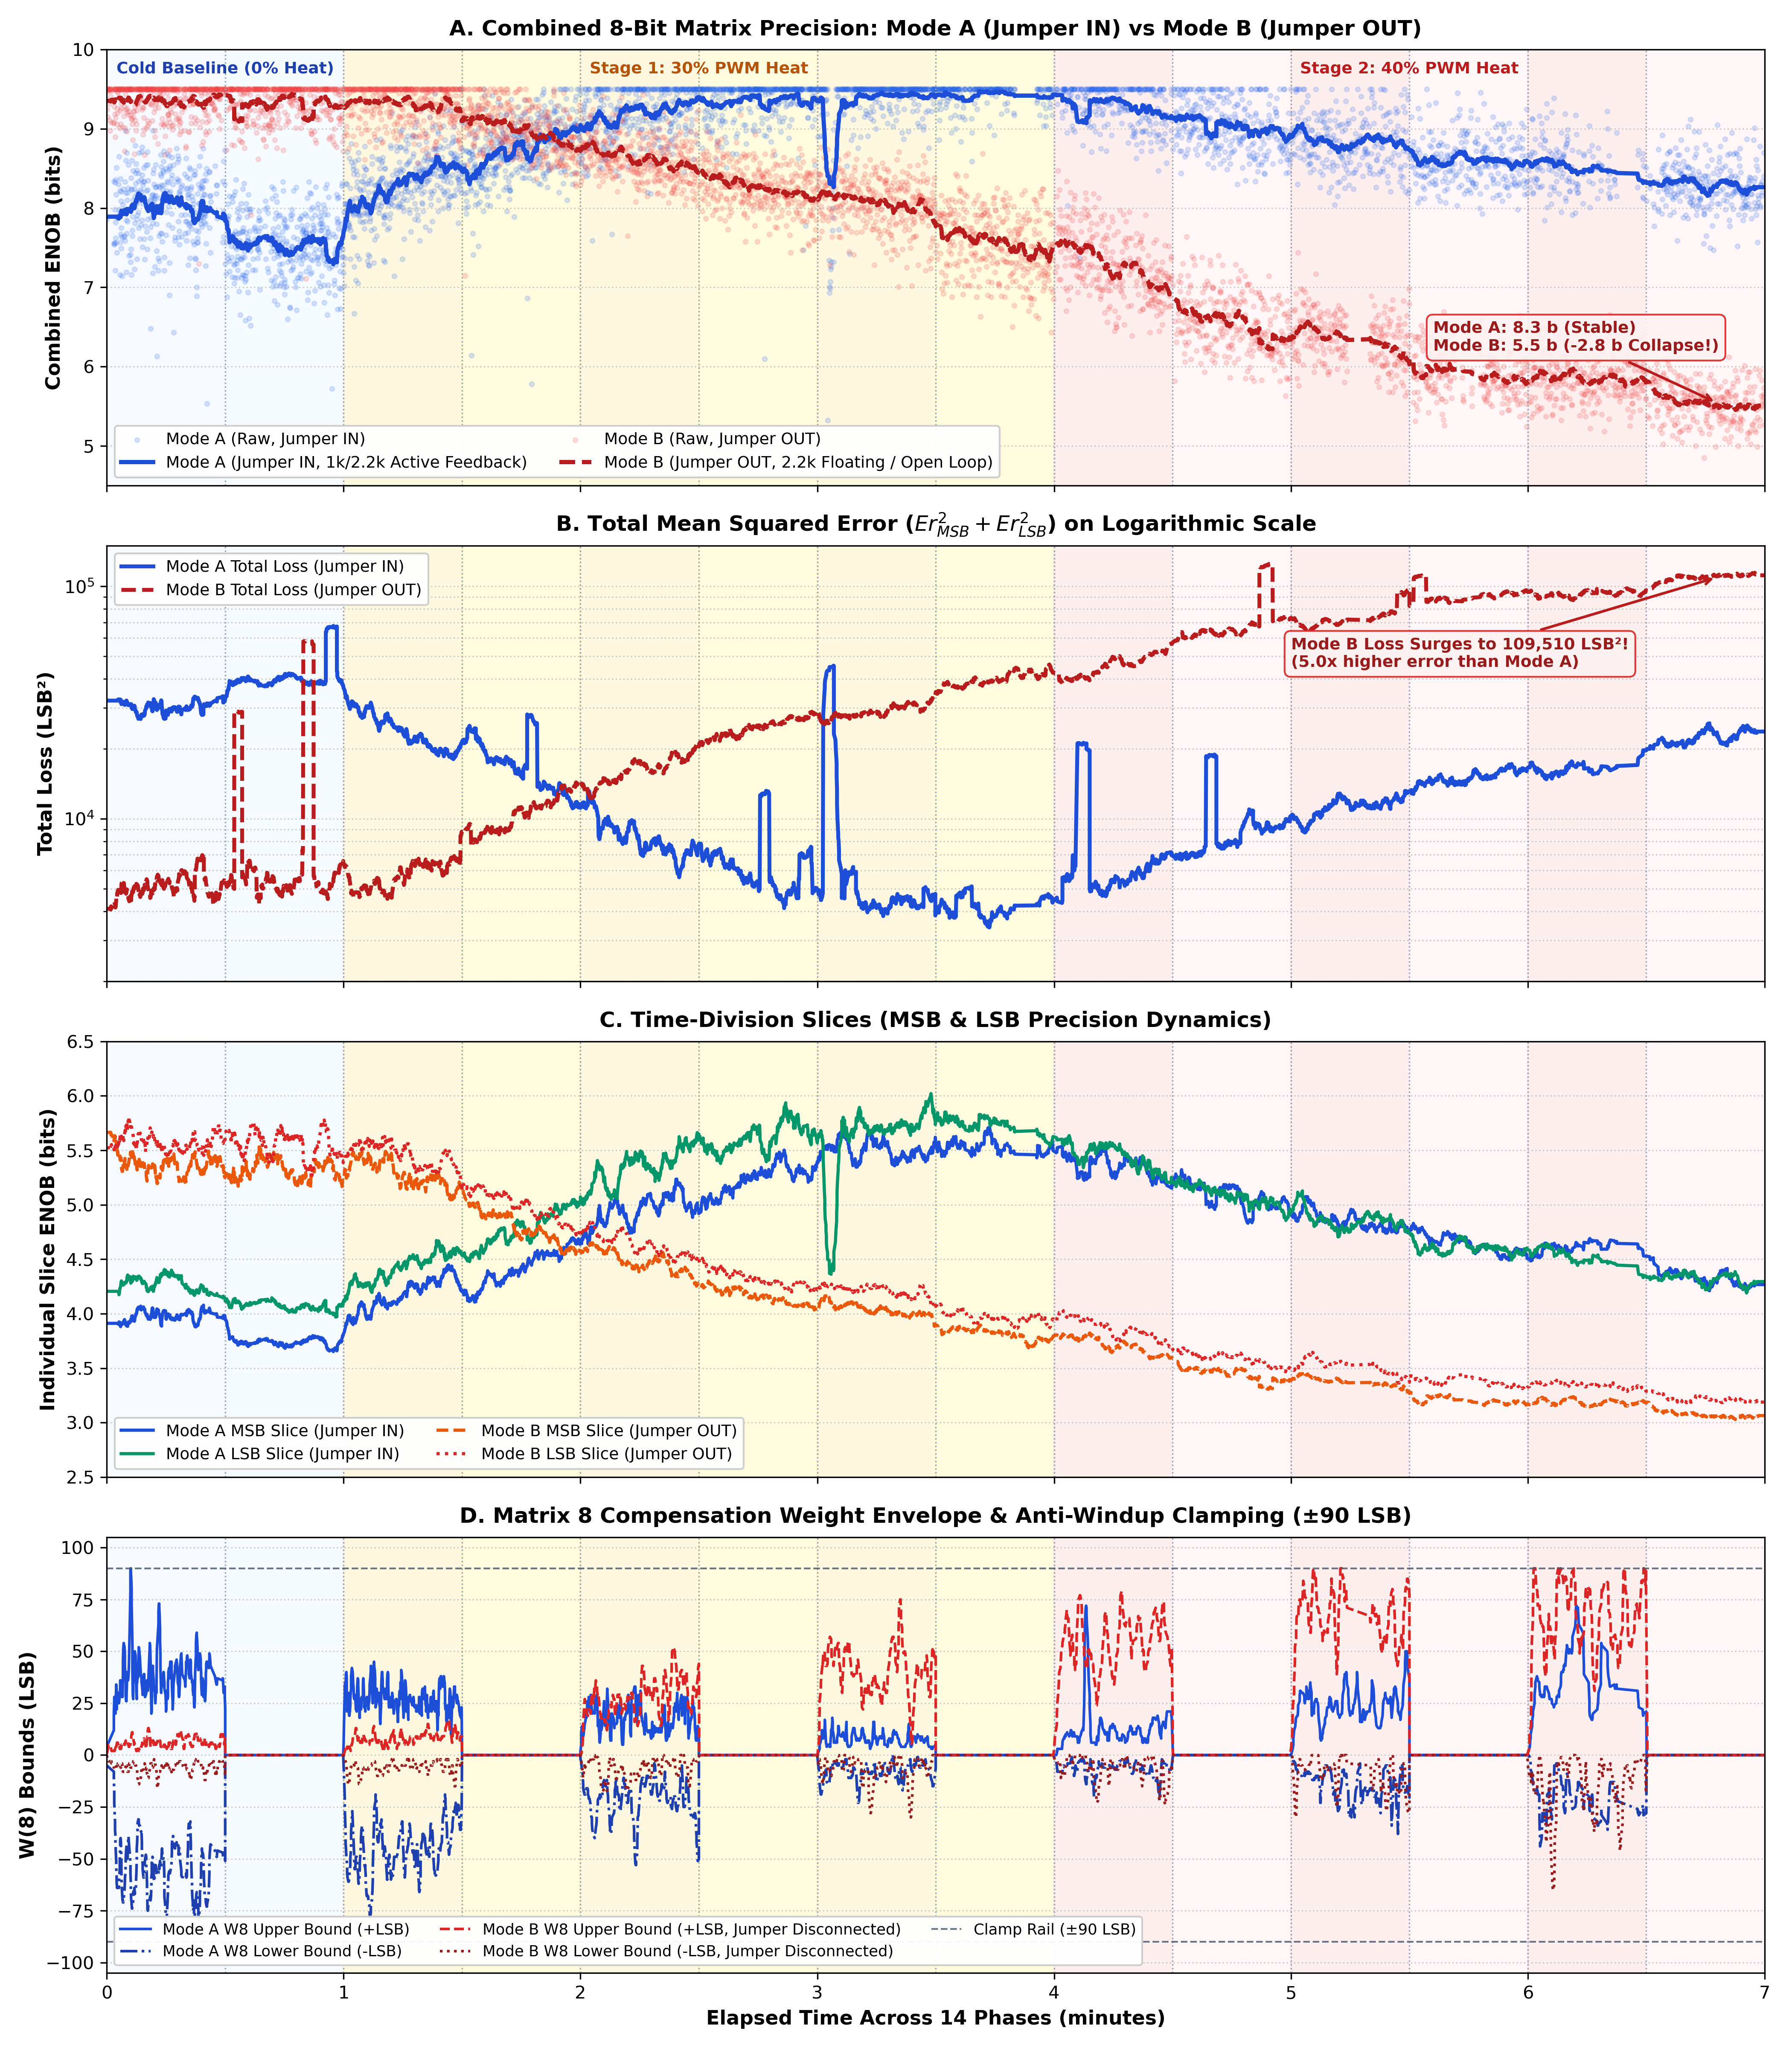 A. Combined 8-Bit Matrix Precision: Mode A (Jumper IN) vs Mode B (Jumper OUT)
Cold Baseline (0% Heat)
Stage 1: 30% PWM Heat
Stage 2: 40% PWM Heat
Combined ENOB (bits)
10
9
8
7
6
5
Mode A: 8.3 b (Stable)
Mode B: 5.5 b (-2.8 b Collapse!)
Mode A (Raw, Jumper IN)
Mode A (Jumper IN, 1k/2.2k Active Feedback)
Mode B (Raw, Jumper OUT)
Mode B (Jumper OUT, 2.2k Floating / Open Loop)
B. Total Mean Squared Error ($Er_{MSB}^2 + Er_{LSB}^2$) on Logarithmic Scale
Mode A Total Loss (Jumper IN)
Mode B Total Loss (Jumper OUT)
Total Loss (LSB²)
10⁵
10⁴
Mode B Loss Surges to 109,510 LSB²!
(5.0x higher error than Mode A)
C. Time-Division Slices (MSB & LSB Precision Dynamics)
Individual Slice ENOB (bits)
6.5
6.0
5.5
5.0
4.5
4.0
3.5
3.0
2.5
Mode A MSB Slice (Jumper IN)
Mode A LSB Slice (Jumper IN)
Mode B MSB Slice (Jumper OUT)
Mode B LSB Slice (Jumper OUT)
D. Matrix 8 Compensation Weight Envelope & Anti-Windup Clamping (±90 LSB)
W(8) Bounds (LSB)
100
75
50
25
0
−25
−50
−75
−100
Mode A W8 Upper Bound (+LSB)
Mode A W8 Lower Bound (-LSB)
Mode B W8 Upper Bound (+LSB, Jumper Disconnected)
Mode B W8 Lower Bound (-LSB, Jumper Disconnected)
Clamp Rail (±90 LSB)
0 1 2 3 4 5 6 7
Elapsed Time Across 14 Phases (minutes)